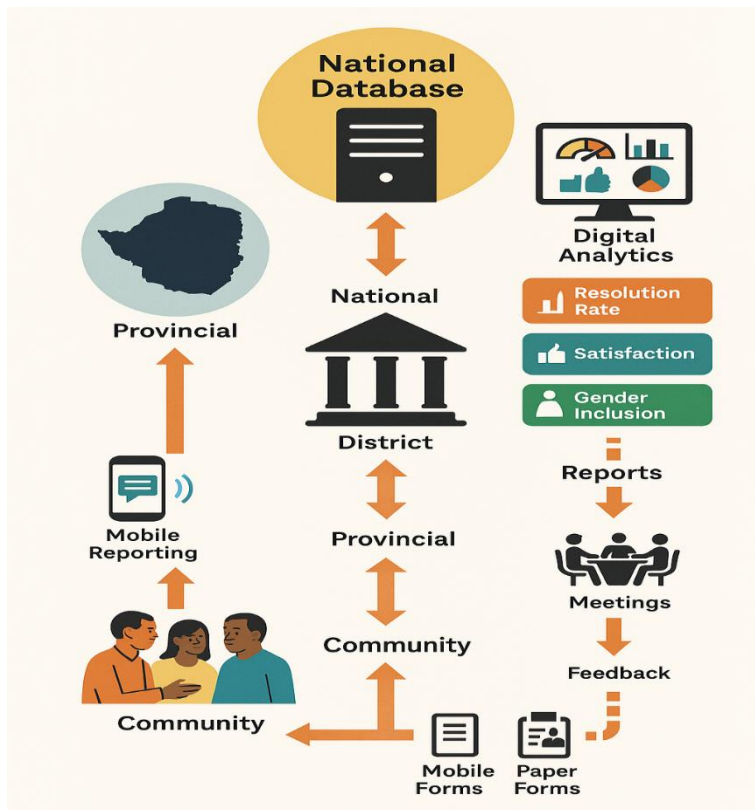 National
Database
Digital
Analytics
National
Provincial
Resolution
Rate
Satisfaction
Gender
Inclusion
District
Reports
Mobile
Reporting
Provincial
Meetings
Community
Feedback
Community
Mobile
Forms
Paper
Forms